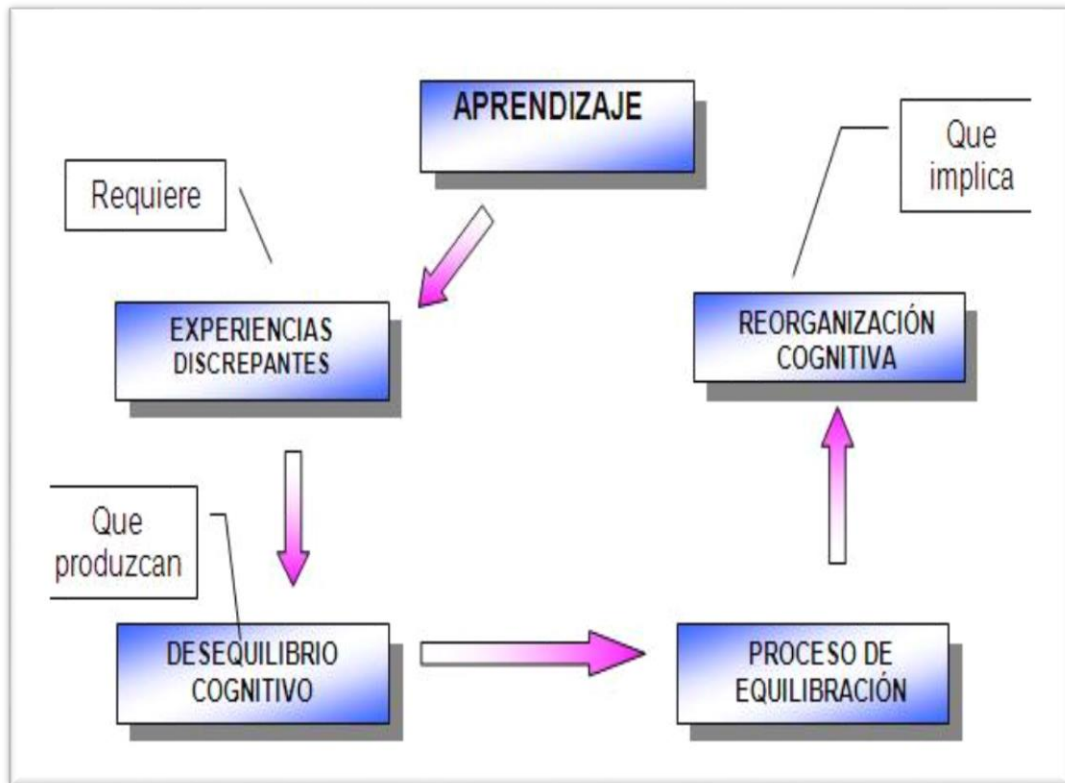 APRENDIZAJE
Que
implica
Requiere
EXPERIENCIAS
DISCREPANTES
REORGANIZACIÓN
COGNITIVA
Que
produzcan
DESEQUILIBRIO
COGNITIVO
PROCESO DE
EQUILIBRACIÓN